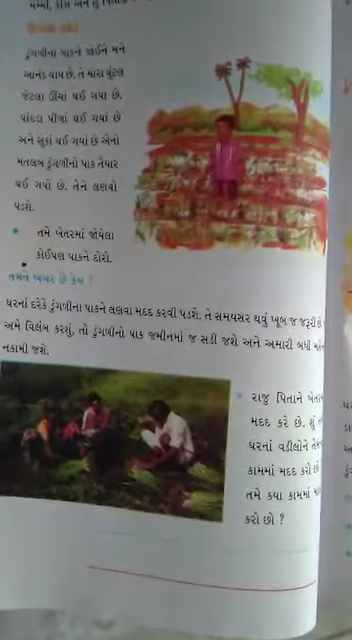 ડુંગળીના પાકને જોઈને મને
આનંદ થાય છે. તે મારા ઘૂંટણ
જેટલા ઊંચા થઈ ગયા છે.
પાંદડા પીળાં થઈ ગયાં છે
અને સુકાં થઈ ગયાં છે એનો
મતલબ ડુંગળીનો પાક તૈયાર
થઈ ગયો છે. તેને લણવો
પડશે.
• તમે ખેતરમાં જોયેલા
કોઈપણ પાકને દોરો.
તમને ખબર છે કેમ ?
ઘરનાં દરેકે ડુંગળીના પાકને લણવા મદદ કરવી પડશે. તે સમયસર થવું ખૂબ જ જરૂરી છે
અમે વિલંબ કરશું, તો ડુંગળીનો પાક જમીનમાં જ સડી જશે અને અમારી બધી
નકામી જશે.
• રાજુ પિતાને
મદદ કરે છે. શું
ઘરનાં વડીલોને
કામમાં મદદ કરો છો
તમે કયા કામમાં
કરો છો ?